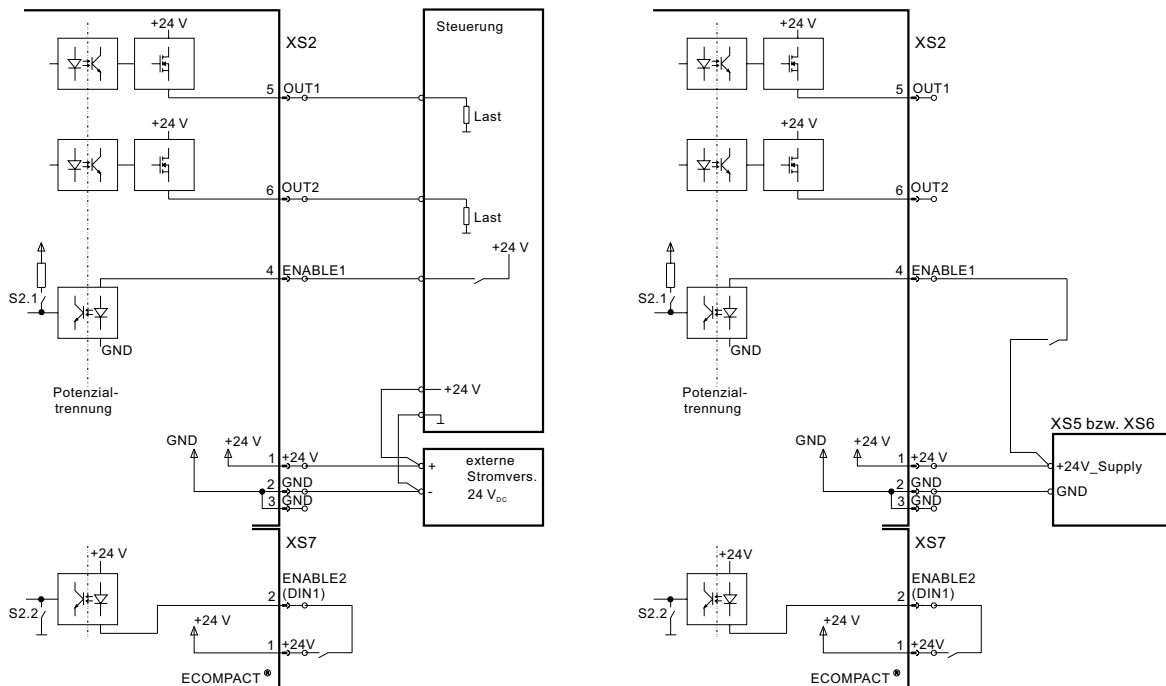 +24 V
XS2
5 OUT1
+24 V
6 OUT2
4 ENABLE1
S2.1
GND
Potenzial-
trennung
GND
+24 V
1 +24 V
2 GND
3 GND
XS7
+24 V
ENABLE2
2 (DIN1)
S2.2
+24 V
1 +24V
ECOMPACT ®
Steuerung
Last
Last
+24 V
+24 V
+ externe
Stromvers.
- 24 V DC
+24 V
XS2
5 OUT1
+24 V
6 OUT2
4 ENABLE1
S2.1
GND
Potenzial-
trennung
XS5 bzw. XS6
GND
+24 V
1 +24 V
+24V_Supply
2 GND
GND
3 GND
XS7
+24V
ENABLE2
2 (DIN1)
S2.2
+24 V
1 +24V
ECOMPACT ®